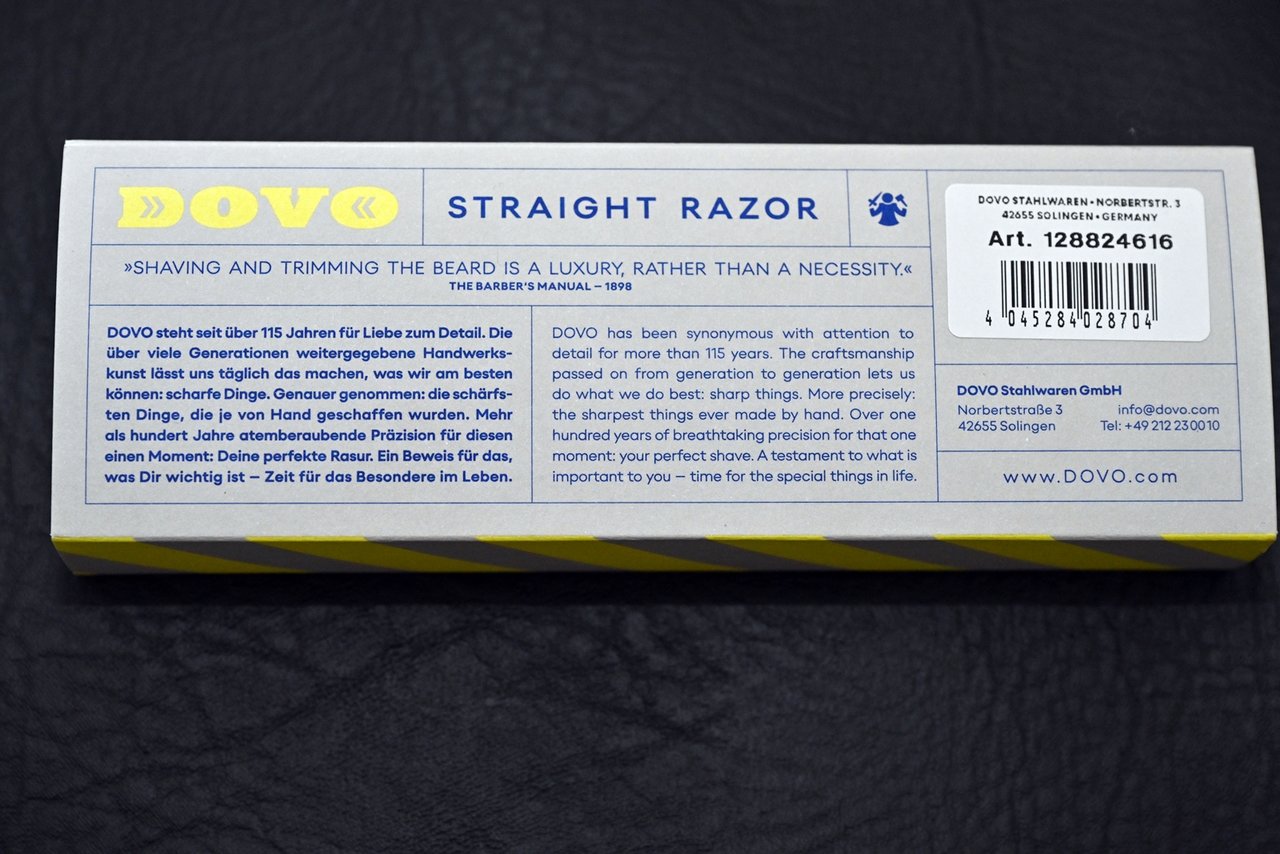 DOVO
STRAIGHT RAZOR
»SHAVING AND TRIMMING THE BEARD IS A LUXURY, RATHER THAN A NECESSITY.«
THE BARBER'S MANUAL – 1898
DOVO steht seit über 115 Jahren für Liebe zum Detail. Die
über viele Generationen weitergegebene Handwerks-
kunst lässt uns täglich das machen, was wir am besten
können: scharfe Dinge. Genauer genommen: die schärfs-
ten Dinge, die je von Hand geschaffen wurden. Mehr
als hundert Jahre atemberaubende Präzision für diesen
einen Moment: Deine perfekte Rasur. Ein Beweis für das,
was Dir wichtig ist – Zeit für das Besondere im Leben.
DOVO has been synonymous with attention to
detail for more than 115 years. The craftsmanship
passed on from generation to generation lets us
do what we do best: sharp things. More precisely:
the sharpest things ever made by hand. Over one
hundred years of breathtaking precision for that one
moment: your perfect shave. A testament to what is
important to you – time for the special things in life.
DOVO STAHLWAREN • NORBERTSTR. 3
42655 SOLINGEN • GERMANY
Art. 128824616
4 045284 028704
DOVO Stahlwaren GmbH
Norbertstraße 3 info@dovo.com
42655 Solingen Tel: +49 212 230010
www.DOVO.com